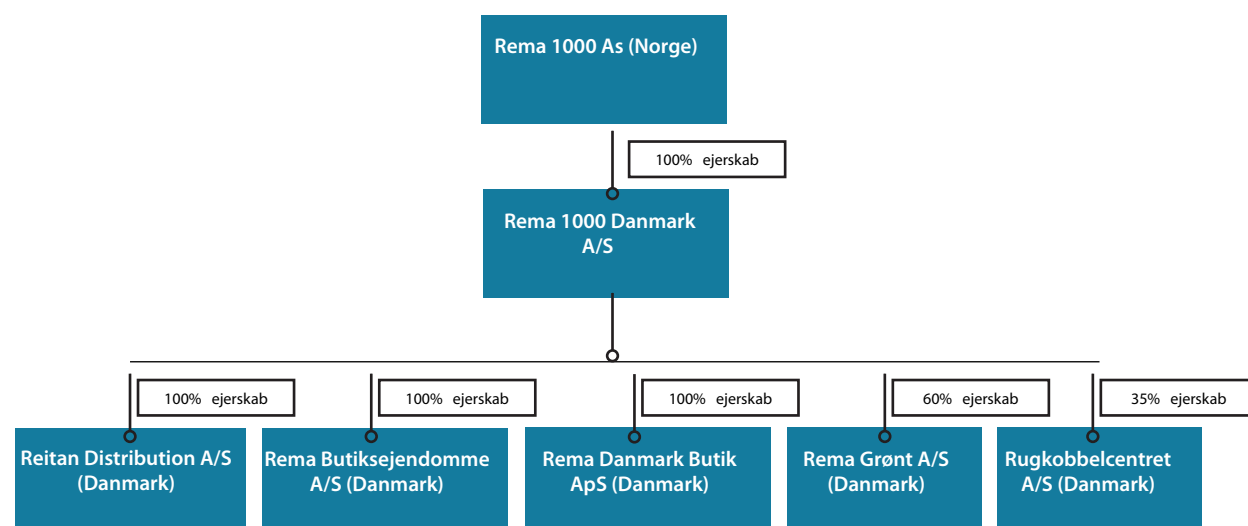 Rema 1000 As (Norge)
100% ejerskab
Rema 1000 Danmark
A/S
100% ejerskab
100% ejerskab
100% ejerskab
60% ejerskab
35% ejerskab
Reitan Distribution A/S
(Danmark)
Rema Butiksejendomme
A/S (Danmark)
Rema Danmark Butik
ApS (Danmark)
Rema Grønt A/S
(Danmark)
Rugkobbelcentret
A/S (Danmark)